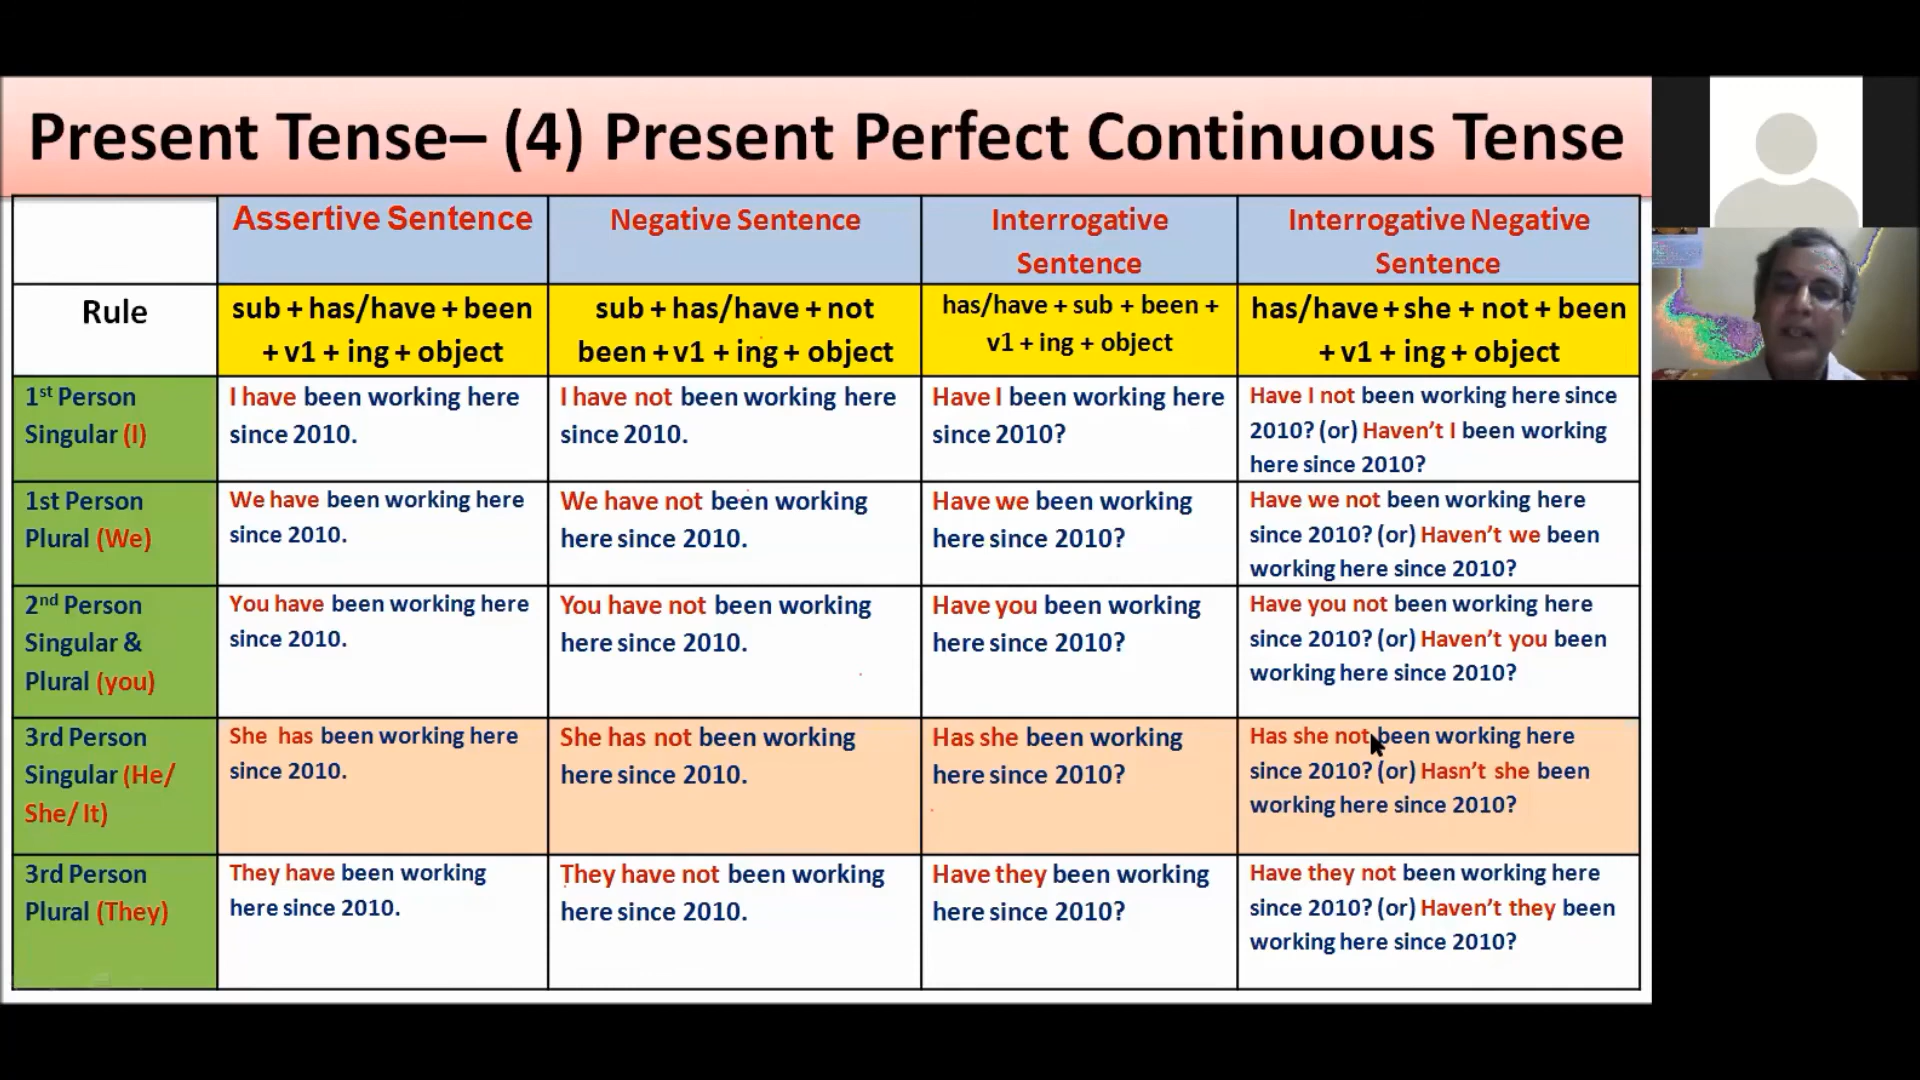 Present Tense– (4) Present Perfect Continuous Tense
Assertive Sentence
Negative Sentence
Interrogative
Sentence
Interrogative Negative
Sentence
Rule
sub + has/have + been
+ v1 + ing + object
sub + has/have + not
been + v1 + ing + object
has/have + sub + been +
v1 + ing + object
has/have + she + not + been
+ v1 + ing + object
1st Person
Singular (I)
I have been working here
since 2010.
I have not been working here
since 2010.
Have I been working here
since 2010?
Have I not been working here since
2010? (or) Haven't I been working
here since 2010?
1st Person
Plural (We)
We have been working here
since 2010.
We have not been working
here since 2010.
Have we been working
here since 2010?
Have we not been working here
since 2010? (or) Haven't we been
working here since 2010?
2nd Person
Singular &
Plural (you)
You have been working here
since 2010.
You have not been working
here since 2010.
Have you been working
here since 2010?
Have you not been working here
since 2010? (or) Haven't you been
working here since 2010?
3rd Person
Singular (He/
She/ It)
She has been working here
since 2010.
She has not been working
here since 2010.
Has she been working
here since 2010?
Has she not been working here
since 2010? (or) Hasn't she been
working here since 2010?
3rd Person
Plural (They)
They have been working
here since 2010.
They have not been working
here since 2010.
Have they been working
here since 2010?
Have they not been working here
since 2010? (or) Haven't they been
working here since 2010?